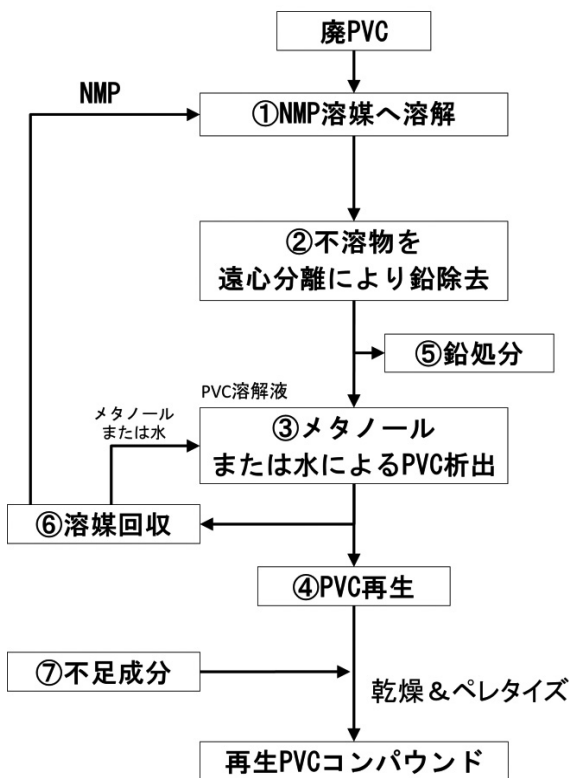 廃PVC
NMP
①NMP溶媒へ溶解
②不溶物を
遠心分離により鉛除去
⑤鉛処分
PVC溶解液
メタノール
または水
③メタノール
または水によるPVC析出
⑥溶媒回収
④PVC再生
⑦不足成分
乾燥＆ペレタイズ
再生PVCコンパウンド